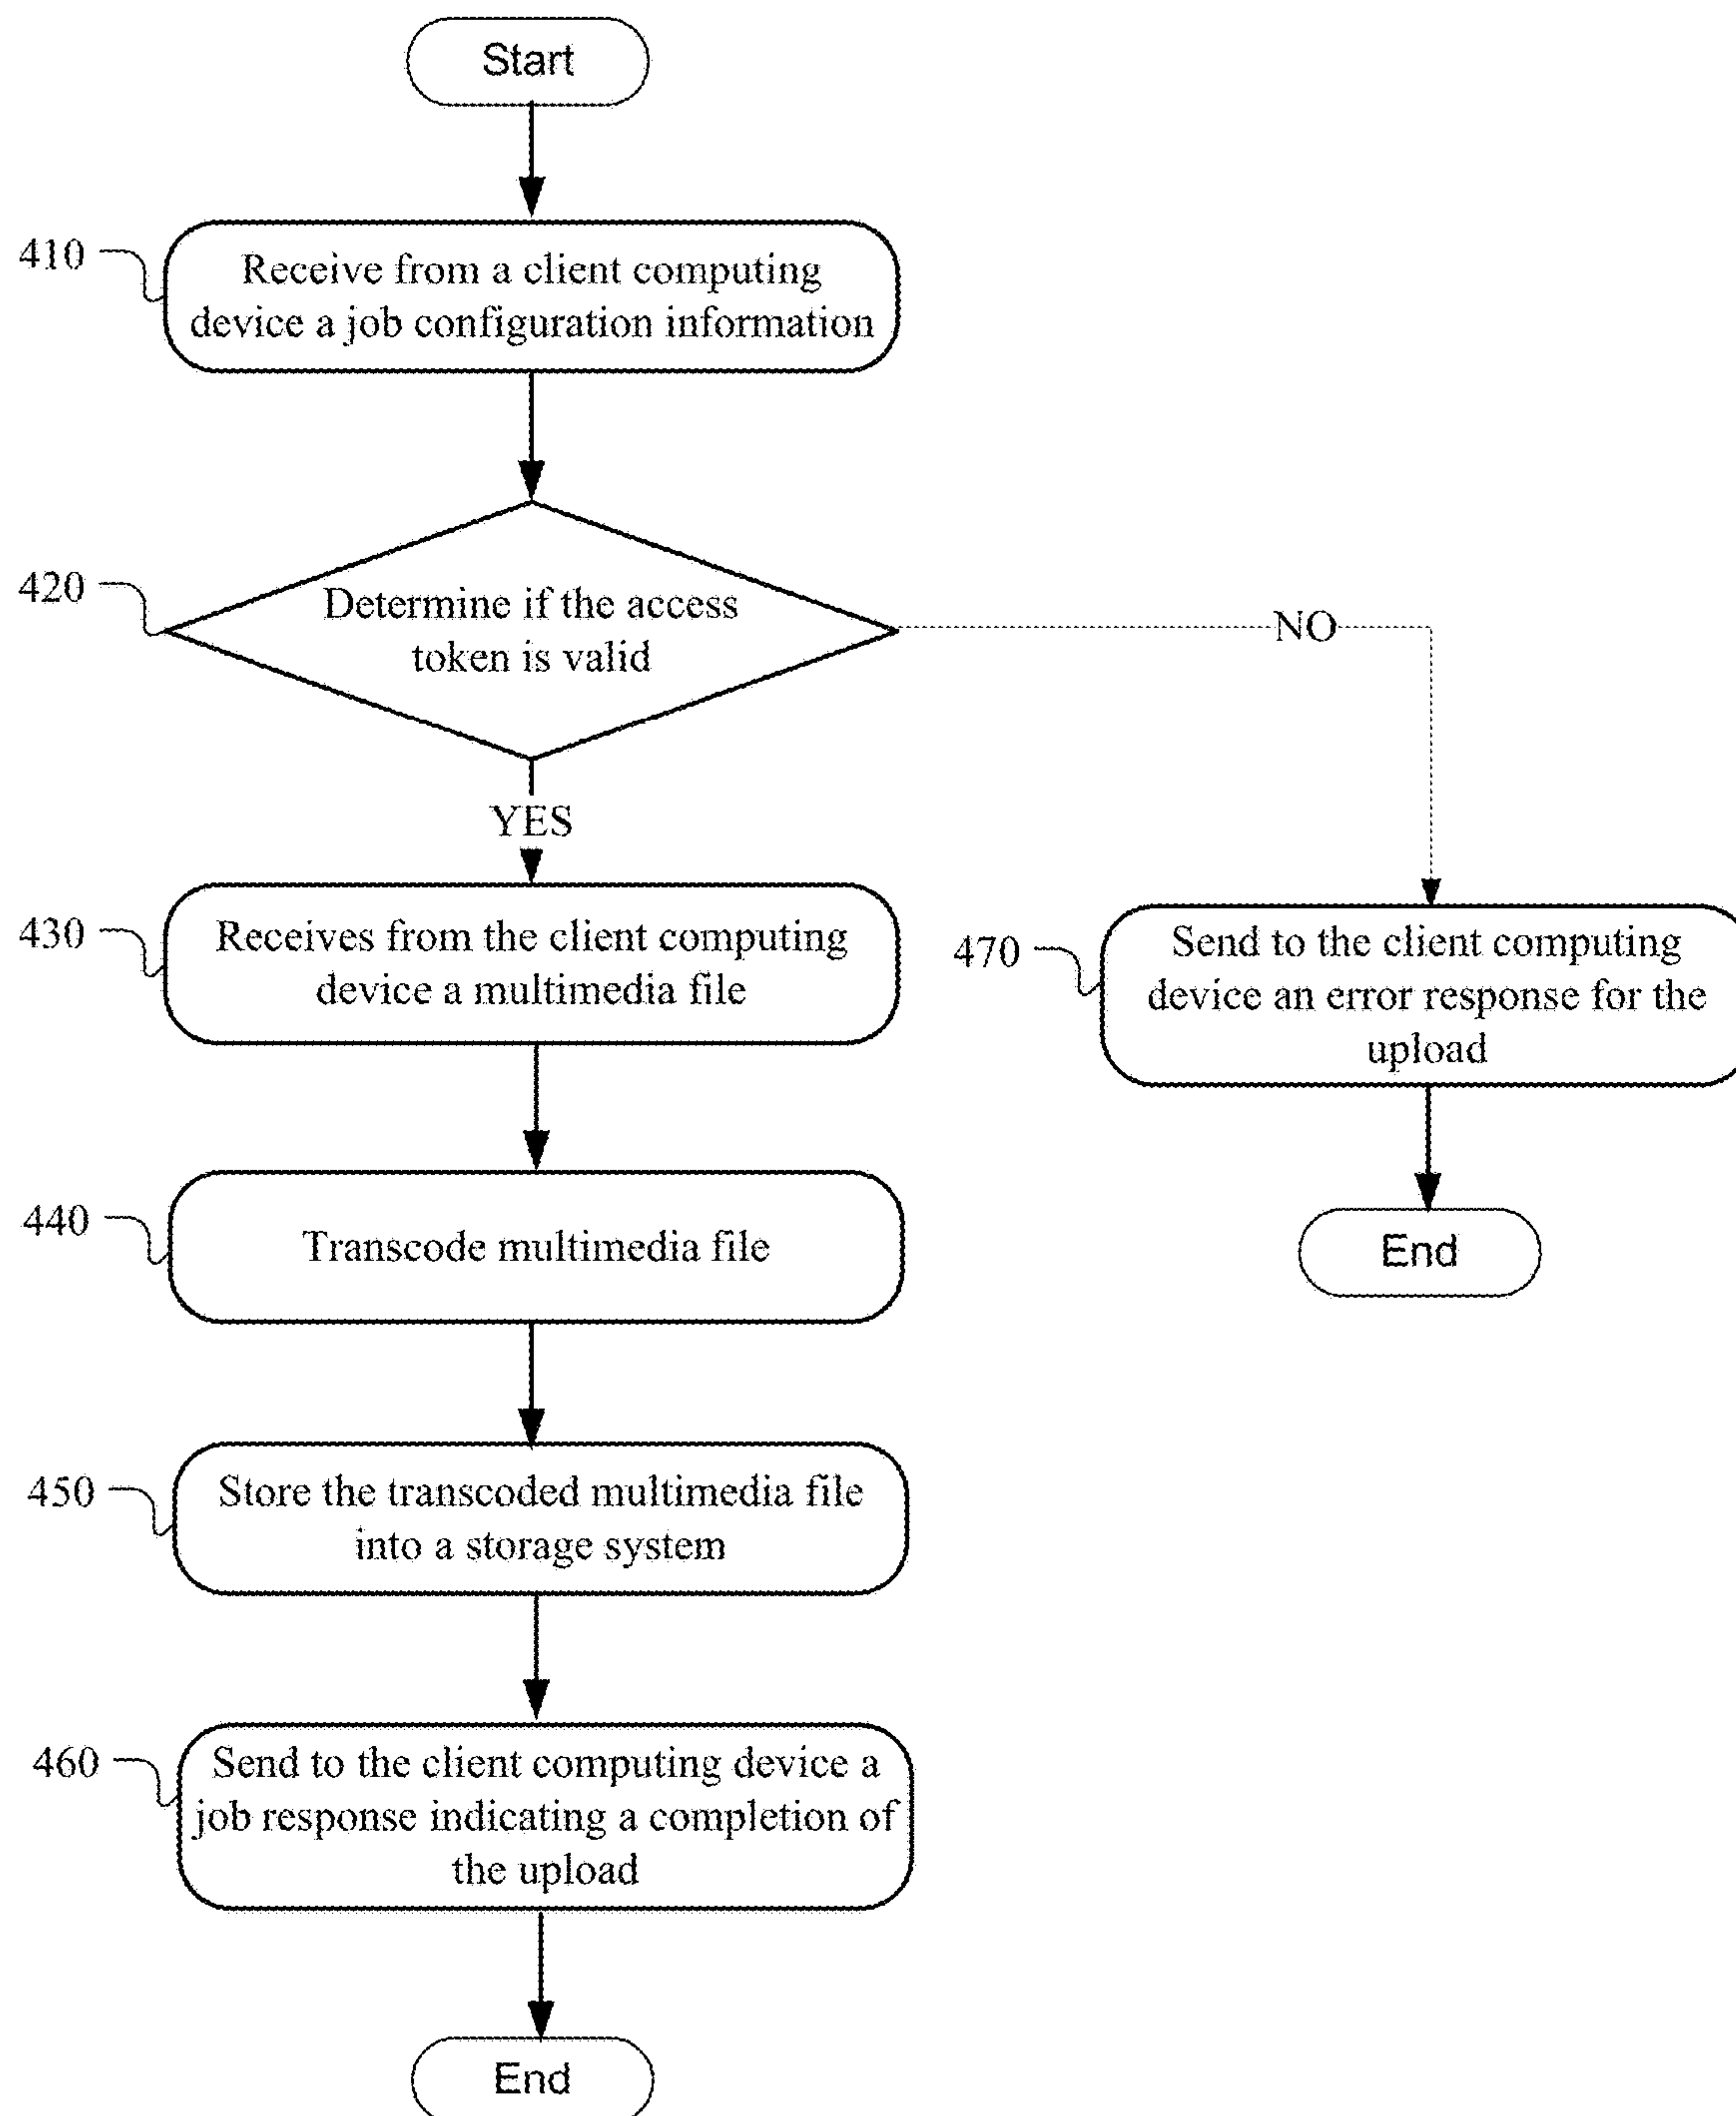 Start
410
Receive from a client computing
device a job configuration information
420
Determine if the access
token is valid
NO
YES
430
Receives from the client computing
device a multimedia file
470
Send to the client computing
device an error response for the
upload
440
Transcode multimedia file
End
450
Store the transcoded multimedia file
into a storage system
460
Send to the client computing device a
job response indicating a completion of
the upload
End